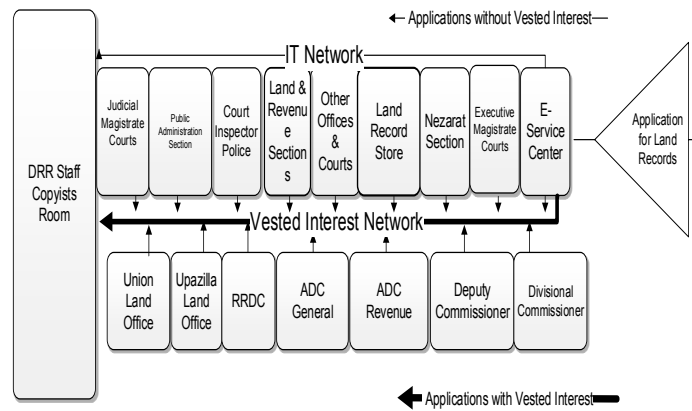 Applications without Vested Interest
IT Network
Judicial
Magistrate
Courts
Public
Administration
Section
Court
Inspector
Police
Land &
Revenu
e
Section
s
Other
Offices
&
Courts
Land
Record
Store
Nezarat
Section
Executive
Magistrate
Courts
E-
Service
Center
Application
for Land
Records
DRR Staff
Copyists
Room
Vested Interest Network
Union
Land
Office
Upazilla
Land
Office
RRDC
ADC
General
ADC
Revenue
Deputy
Commissioner
Divisional
Commissioner
Applications with Vested Interest